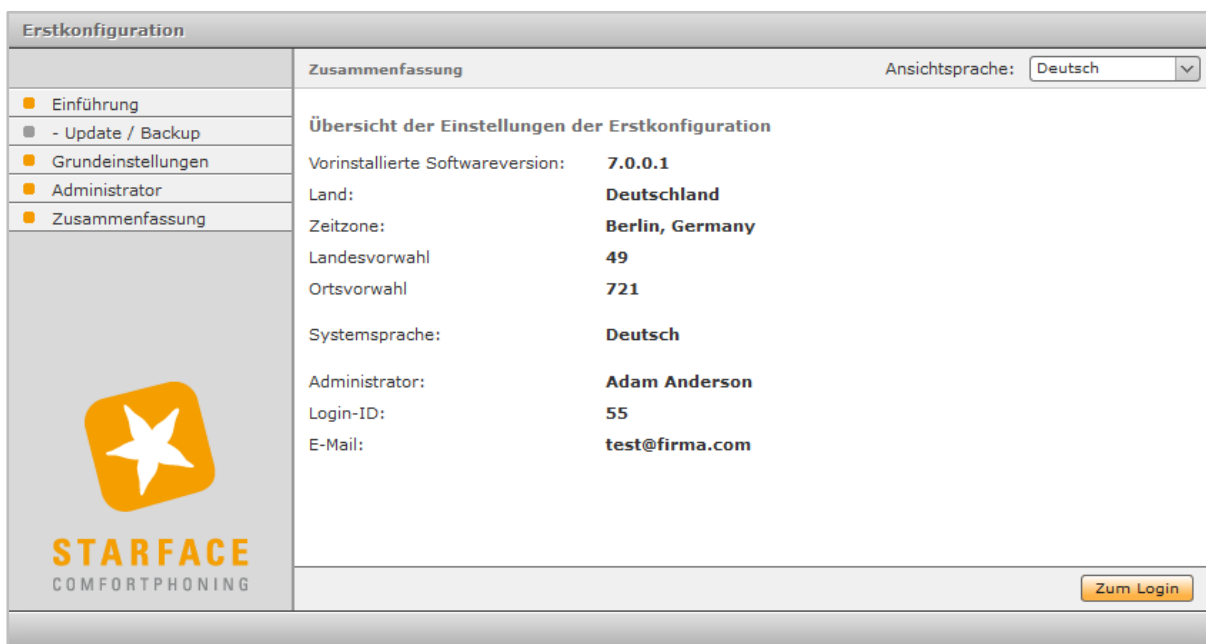 Erstkonfiguration
Zusammenfassung
Ansichtsprache: Deutsch
Einführung
- Update / Backup
Grundeinstellungen
Administrator
Zusammenfassung
Übersicht der Einstellungen der Erstkonfiguration
Vorinstallierte Softwareversion: 7.0.0.1
Land: Deutschland
Zeitzone: Berlin, Germany
Landesvorwahl 49
Ortsvorwahl 721
Systemsprache: Deutsch
Administrator: Adam Anderson
Login-ID: 55
E-Mail: test@firma.com
STARFACE
COMFORTPHONING
Zum Login